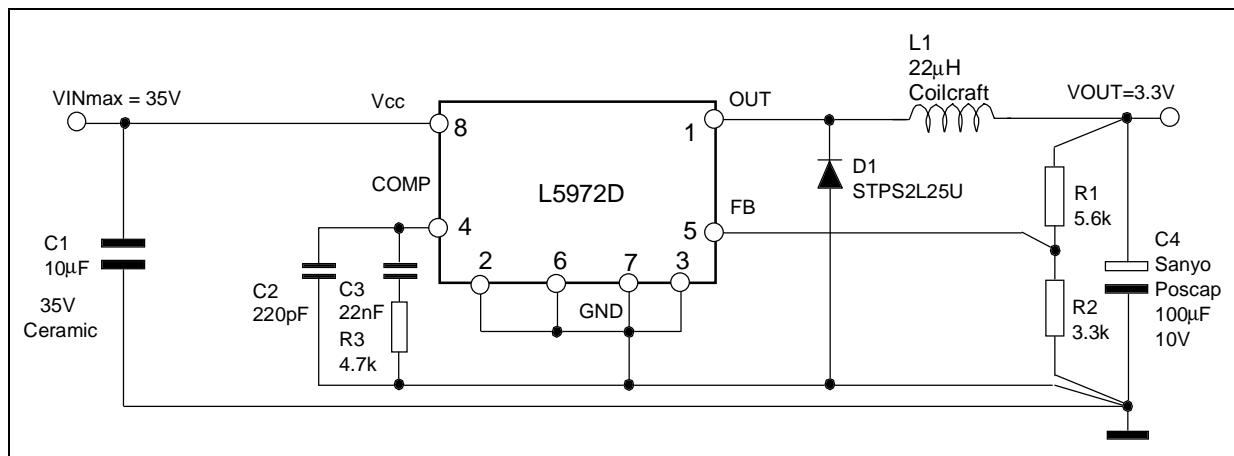 L1
22µH
Coilcraft
VINmax = 35V
Vcc
OUT
VOUT=3.3V
8
1
COMP
L5972D
D1
STPS2L25U
R1
5.6k
4
FB
5
C1
10µF
35V
Ceramic
C2
220pF
C3
22nF
R3
4.7k
2
6
7
3
GND
R2
3.3k
C4
Sanyo
Poscap
100µF
10V